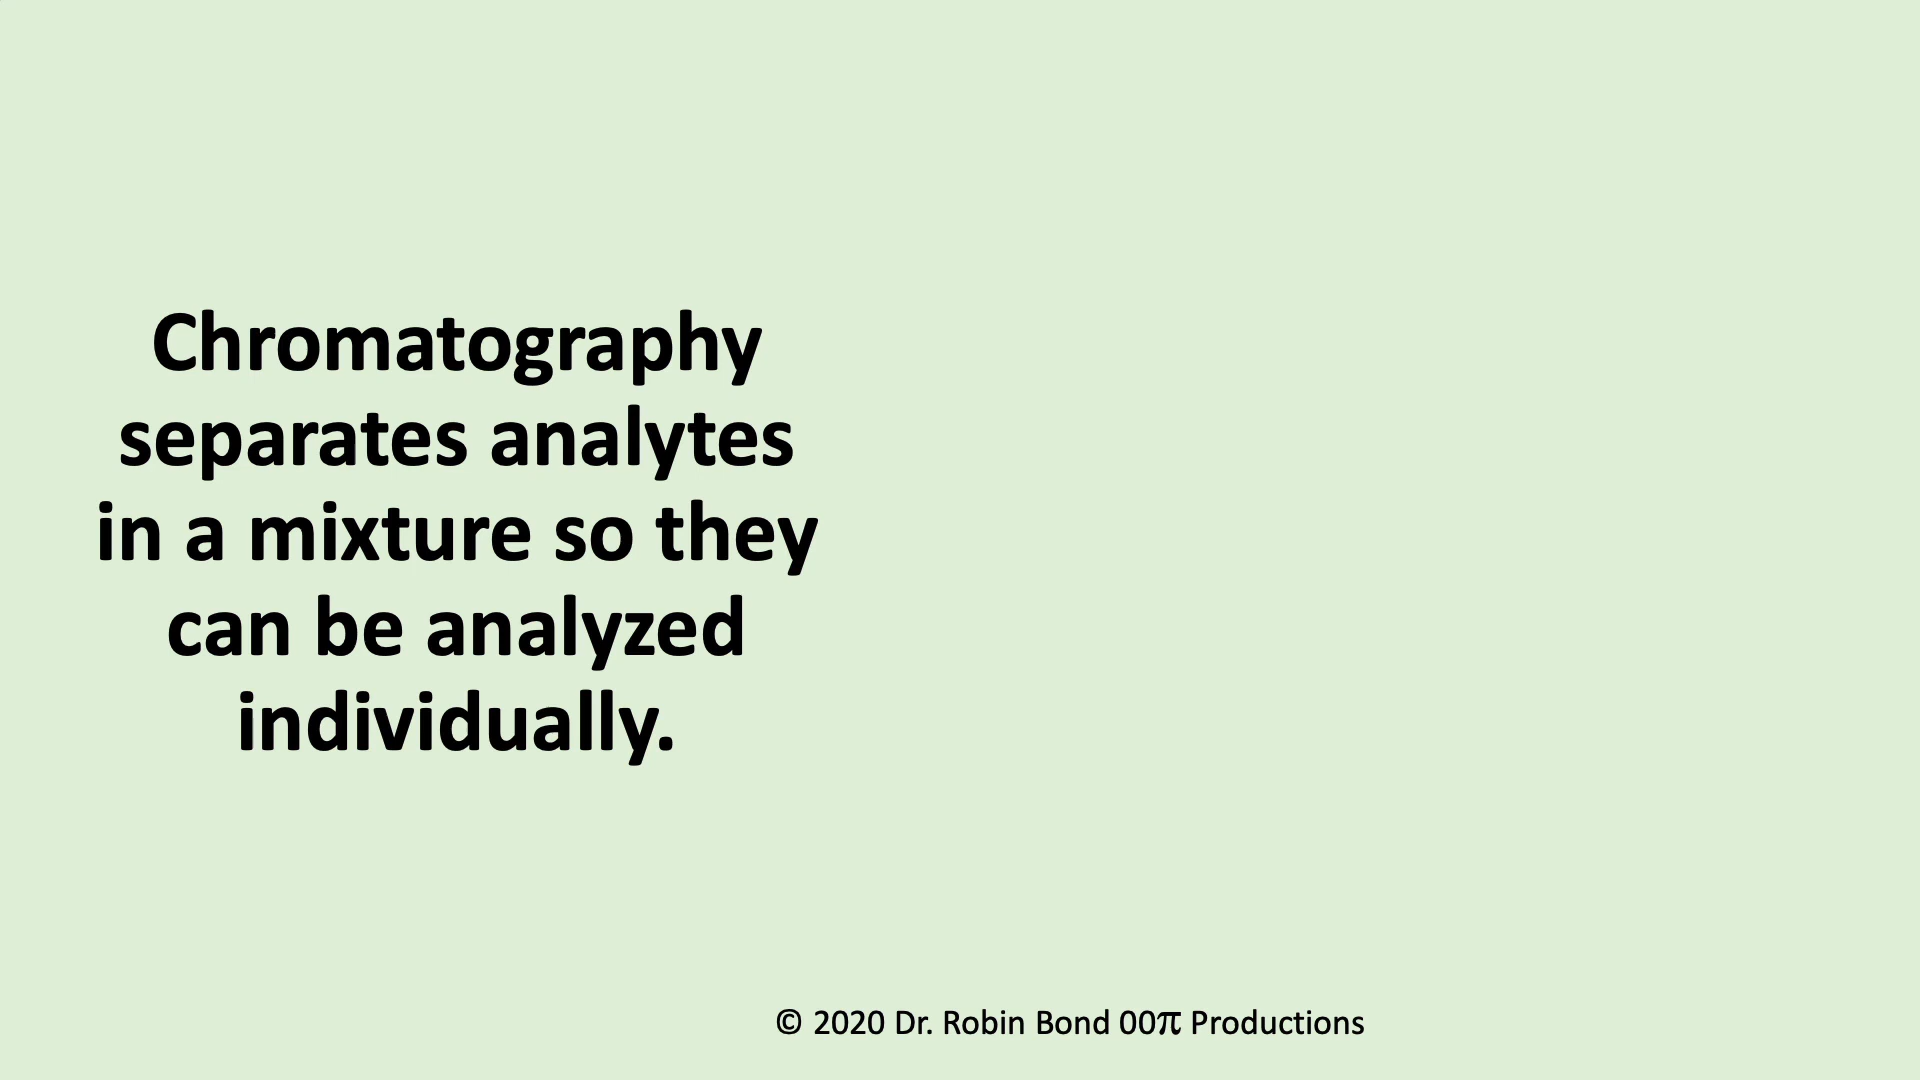 Chromatography
separates analytes
in a mixture so they
can be analyzed
individually.
© 2020 Dr. Robin Bond 00π Productions